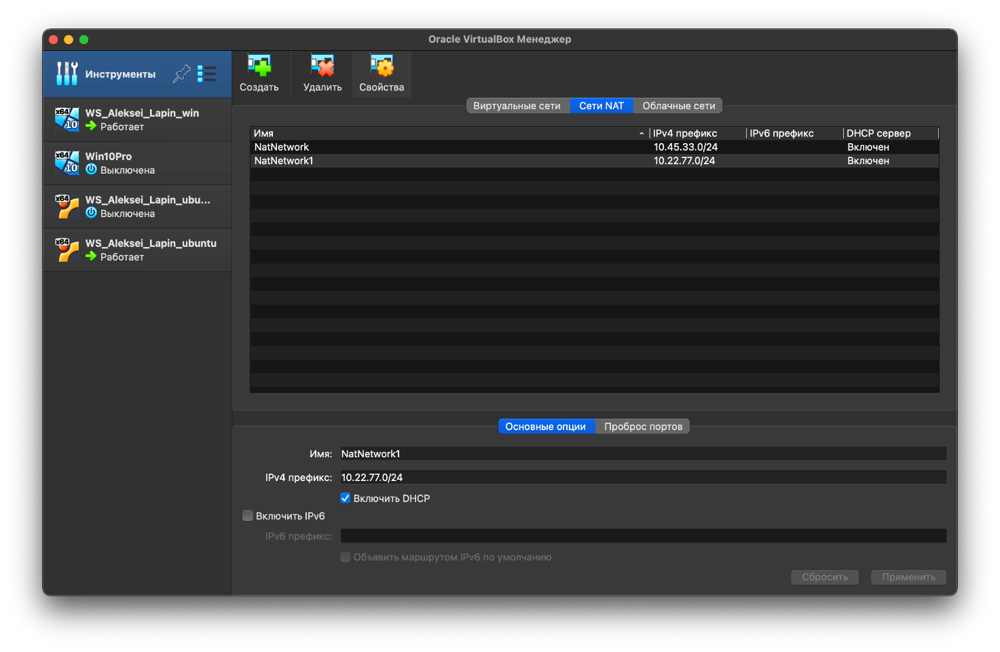 Oracle VirtualBox Менеджер
Инструменты
x64
10
WS_Aleksei_Lapin_win
Работает
x64
10
Win10Pro
Выключена
x64
WS_Aleksei_Lapin_ubu...
Выключена
x64
WS_Aleksei_Lapin_ubuntu
Работает
Создать
Удалить
Свойства
Виртуальные сети
Сети NAT
Облачные сети
Имя IPv4 префикс IPv6 префикс DHCP сервер
NatNetwork 10.45.33.0/24 Включен
NatNetwork1 10.22.77.0/24 Включен
Основные опции
Проброс портов
Имя: NatNetwork1
IPv4 префикс: 10.22.77.0/24
Включить DHCP
Включить IPv6
IPv6 префикс:
Объявить маршрутом IPv6 по умолчанию
Сбросить
Применить